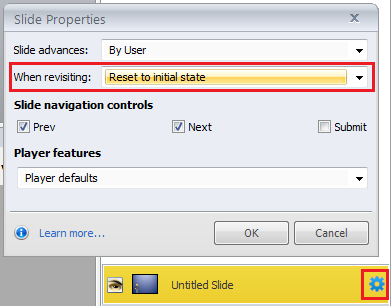 Slide Properties
Slide advances: By User
When revisiting: Reset to initial state
Slide navigation controls
Prev Next Submit
Player features
Player defaults
Learn more... OK Cancel
Untitled Slide